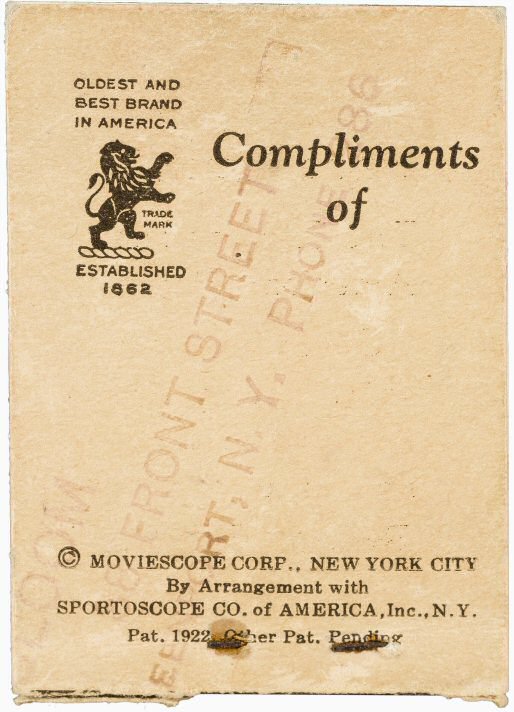 OLDEST AND
BEST BRAND
IN AMERICA
TRADE
MARK
ESTABLISHED
1862
Compliments
of
© MOVIESCOPE CORP., NEW YORK CITY
By Arrangement with
SPORTOSCOPE CO. of AMERICA, Inc., N.Y.
Pat. 1922, Other Pat. Pending
FRONT STREET
N. Y. PHONE 86